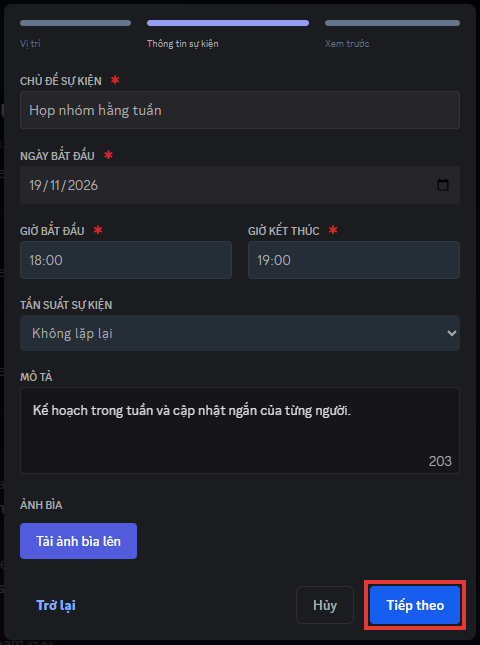 Vị trí
Thông tin sự kiện
Xem trước
CHỦ ĐỀ SỰ KIỆN *
Họp nhóm hằng tuần
NGÀY BẮT ĐẦU *
19/11/2026
GIỜ BẮT ĐẦU *
GIỜ KẾT THÚC *
18:00
19:00
TẦN SUẤT SỰ KIỆN
Không lặp lại
MÔ TẢ
Kế hoạch trong tuần và cập nhật ngắn của từng người.
203
ẢNH BÌA
Tải ảnh bìa lên
Trở lại
Hủy
Tiếp theo